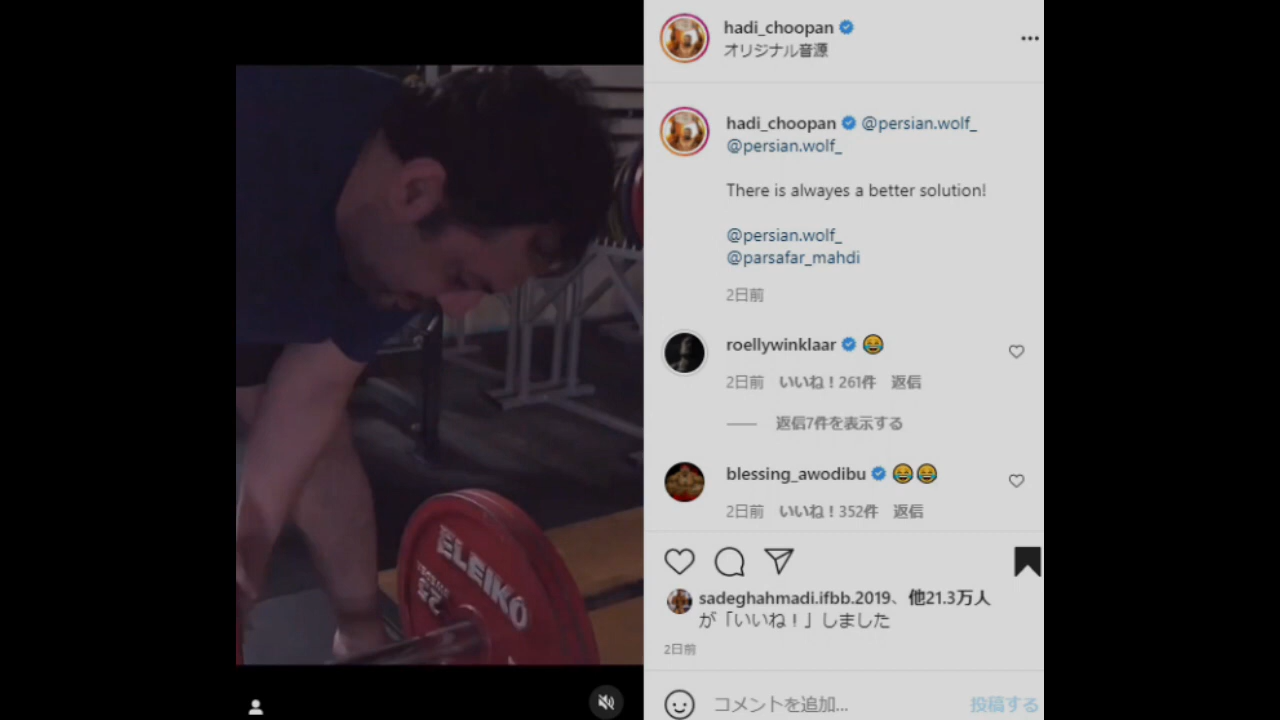 hadi_choopan
オリジナル音源
hadi_choopan @persian.wolf_
@persian.wolf_
There is alwayes a better solution!
@persian.wolf_
@parsafar_mahdi
2日前
roellywinklaar 😂
2日前 いいね！261件 返信
返信7件を表示する
blessing_awodibu 😂😂
2日前 いいね！352件 返信
sadeghahmadi.ifbb.2019、他21.3万人
が「いいね！」しました
2日前
コメントを追加... 投稿する
ELEIKO
25